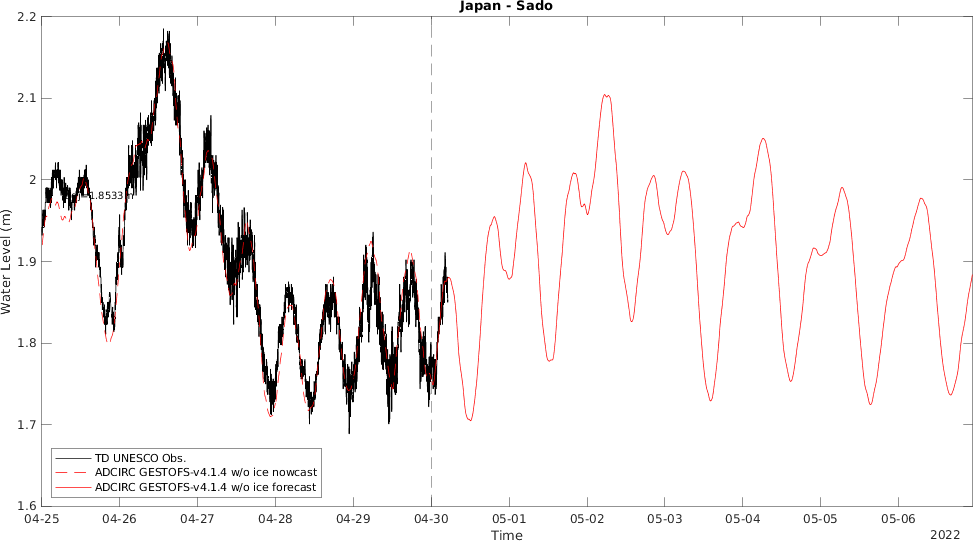 Japan - Sado
2.2
2.1
2
1.9
1.8
1.7
1.6
Water Level (m)
1.8533
TD UNESCO Obs.
ADCIRC GESTOFS-v4.1.4 w/o ice nowcast
ADCIRC GESTOFS-v4.1.4 w/o ice forecast
04-25 04-26 04-27 04-28 04-29 04-30 05-01 05-02 05-03 05-04 05-05 05-06
Time
2022